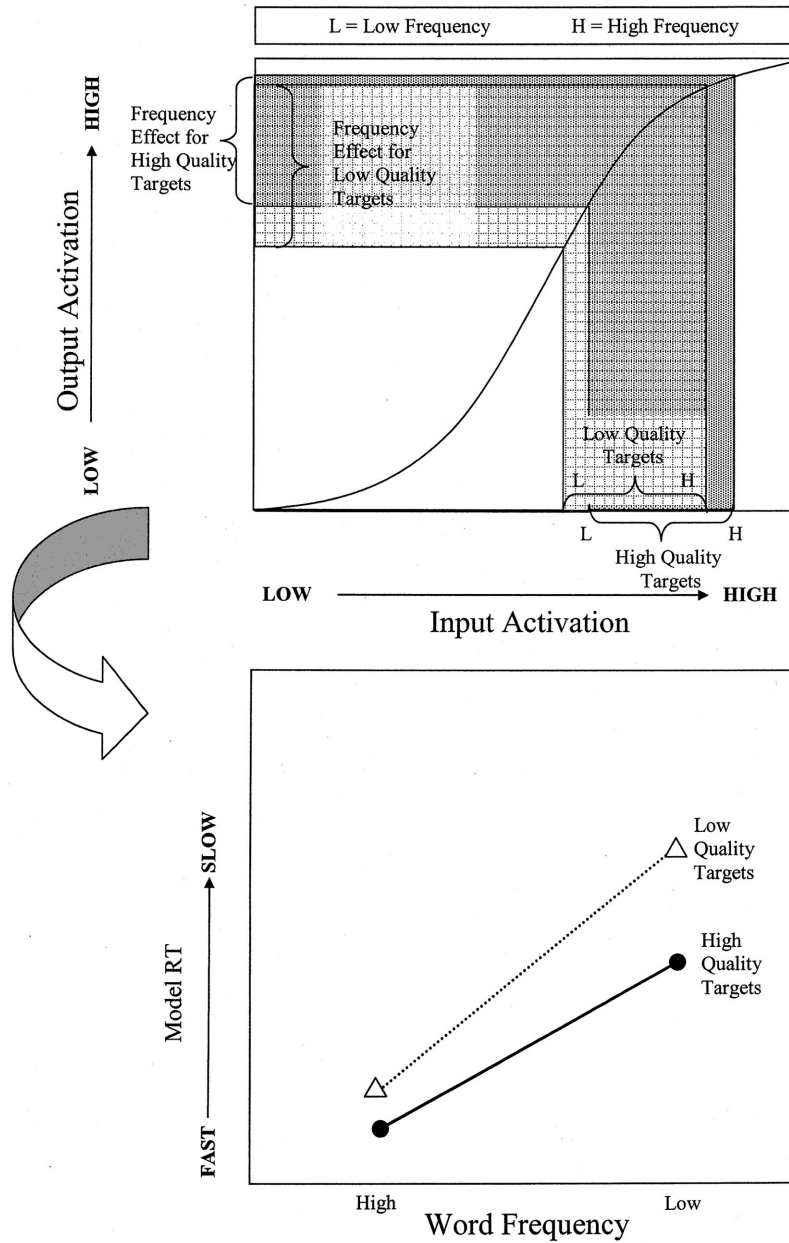 L = Low Frequency H = High Frequency
Frequency
Effect for
High Quality
Targets
Frequency
Effect for
Low Quality
Targets
HIGH
Output Activation
LOW
Low Quality
Targets
L H
L H
High Quality
Targets
LOW HIGH
Input Activation
SLOW
Model RT
FAST
Low
Quality
Targets
High
Quality
Targets
High Low
Word Frequency